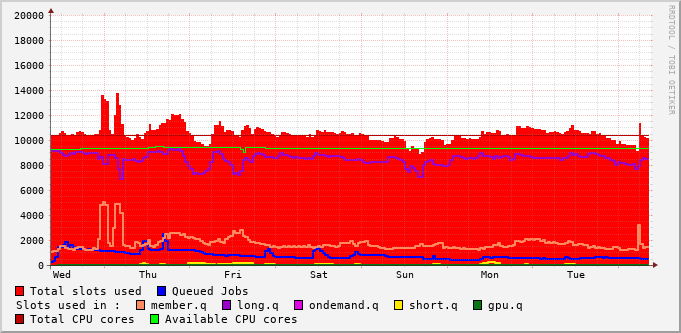 20000
18000
16000
14000
12000
10000
8000
6000
4000
2000
0
Wed Thu Fri Sat Sun Mon Tue
RRDTOOL / TOBI OETIKER
Total slots used Queued Jobs
Slots used in : member.q long.q ondemand.q short.q gpu.q
Total CPU cores Available CPU cores